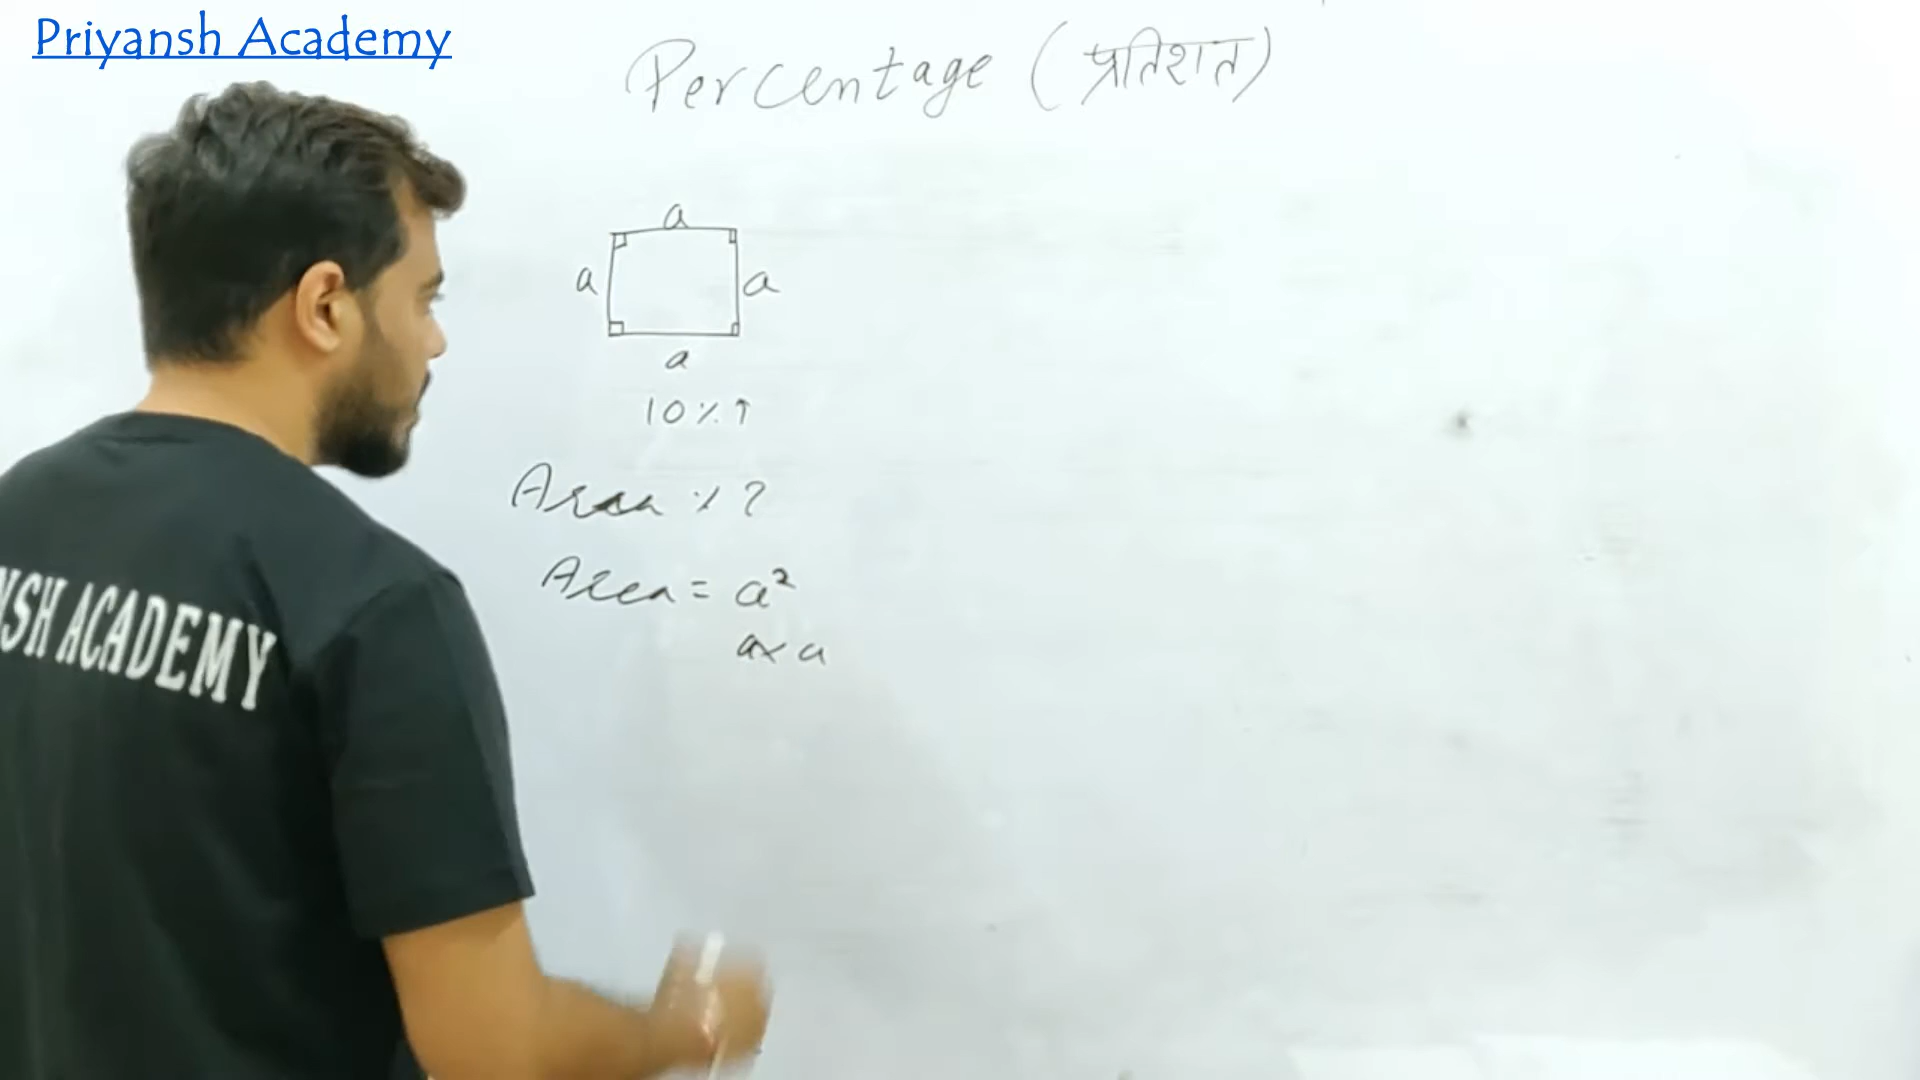 Priyansh Academy
Percentage (प्रतिशत)
a
a a
a
10%↑
Area % ?
Area = a²
a×a
NSH ACADEMY